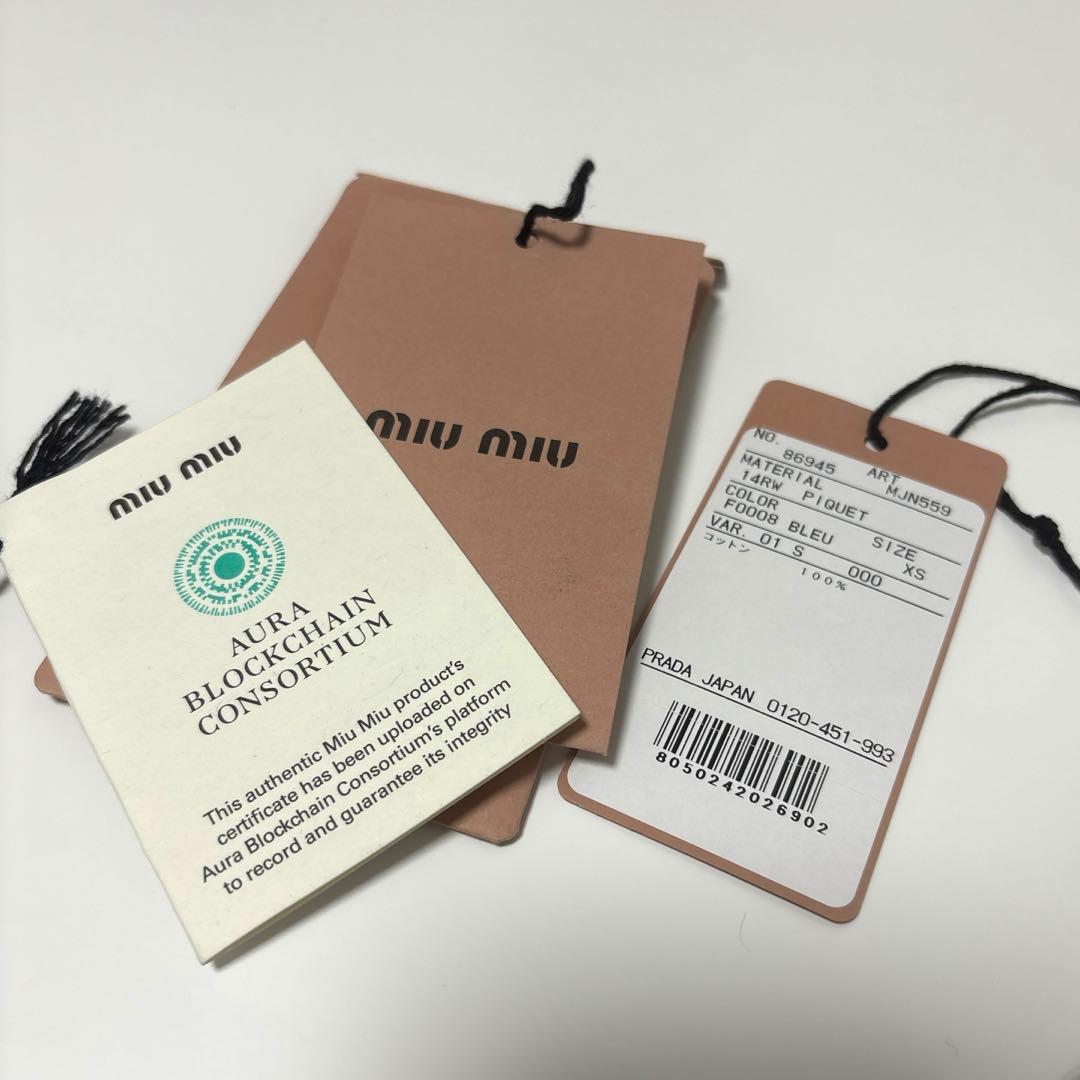 MIU MIU
MIU MIU
AURA
BLOCKCHAIN
CONSORTIUM
This authentic Miu Miu product's
certificate has been uploaded on
Aura Blockchain Consortium's platform
to record and guarantee its integrity
NO. 86945 ART MJN559
MATERIAL
14RW PIQUET
COLOR SIZE
F0008 BLEU XS
VAR. 01 S 000
コットン 100%
PRADA JAPAN 0120-451-993
8050242026902